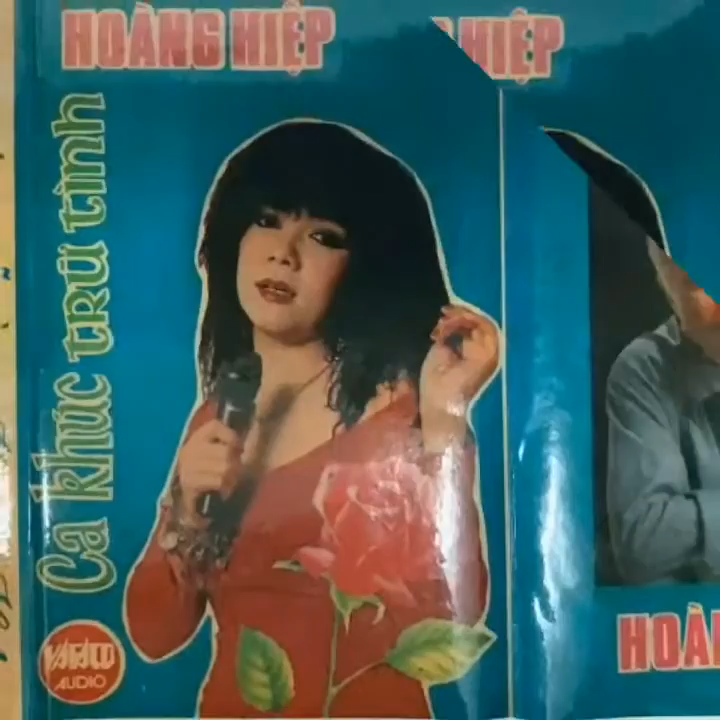 HOÀNG HIỆP
HIỆP
Ca khúc trữ tình
VAFACO
AUDIO
HOÀ